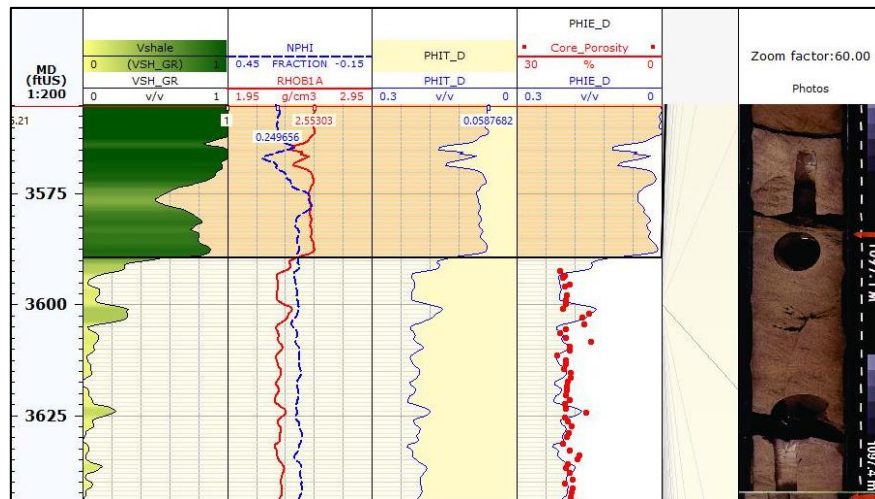 MD
(ftUS)
1:200
Vshale
0 (VSH_GR) 1
VSH_GR
0 v/v 1
NPHI
0.45 FRACTION -0.15
RHOB1A
1.95 g/cm3 2.95
PHIT_D
PHIT_D
0.3 v/v 0
PHIE_D
Core_Porosity
30 % 0
PHIE_D
0.3 v/v 0
Zoom factor:60.00
Photos
1
0.249656
2.55303
0.0587682
3575
3600
3625
1097.4 m